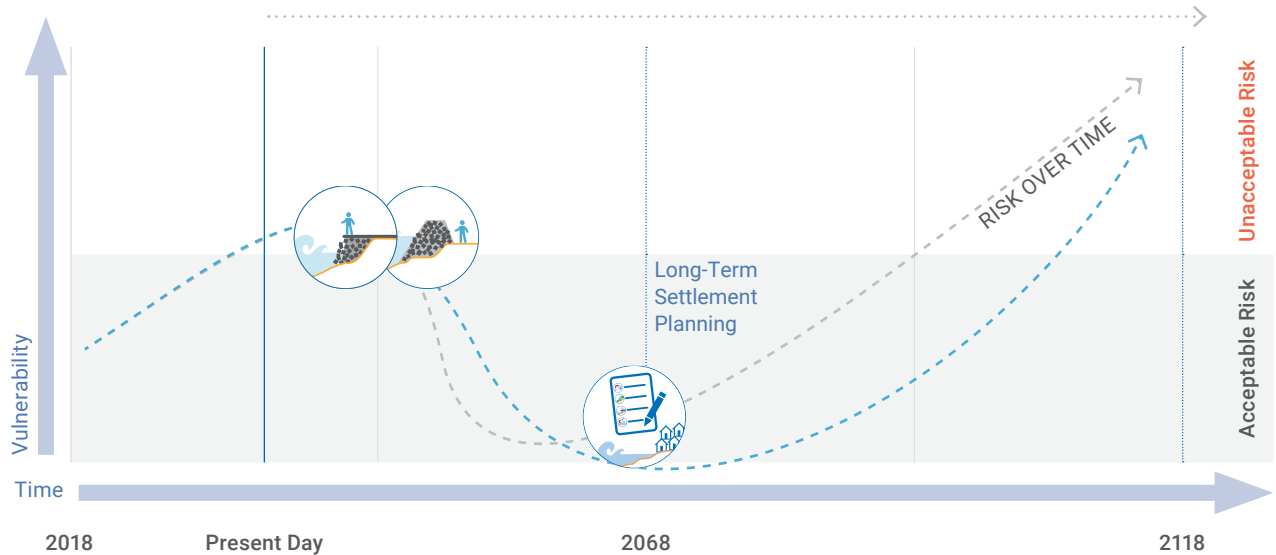 Unacceptable Risk
RISK OVER TIME
Long-Term
Settlement
Planning
Acceptable Risk
Vulnerability
Time
2018
Present Day
2068
2118